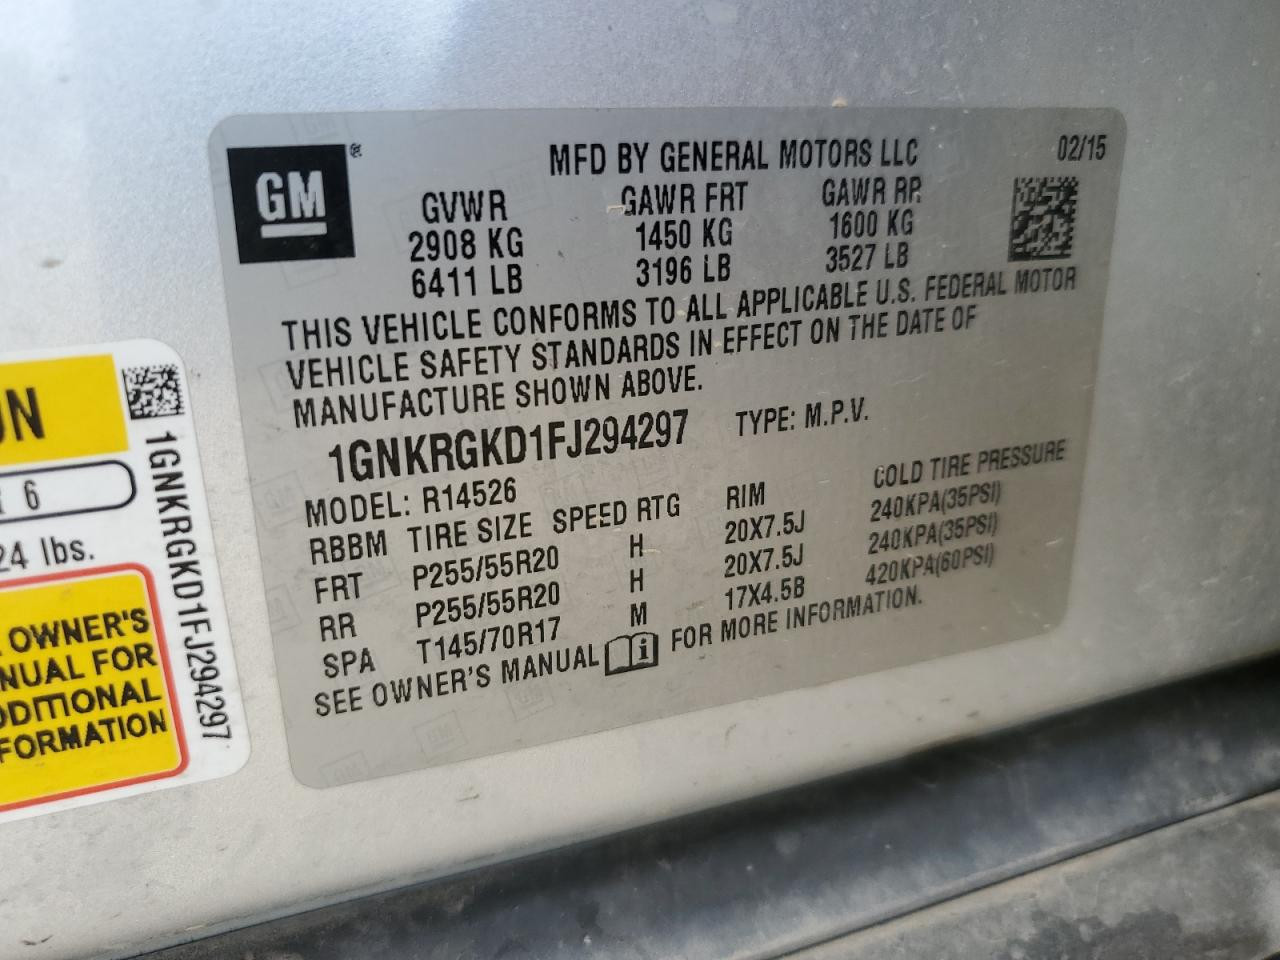 GM ®
MFD BY GENERAL MOTORS LLC 02/15
GVWR GAWR FRT GAWR RR
2908 KG 1450 KG 1600 KG
6411 LB 3196 LB 3527 LB
THIS VEHICLE CONFORMS TO ALL APPLICABLE U.S. FEDERAL MOTOR
VEHICLE SAFETY STANDARDS IN EFFECT ON THE DATE OF
MANUFACTURE SHOWN ABOVE.
1GNKRGKD1FJ294297 TYPE: M.P.V.
MODEL: R14526
RBBM TIRE SIZE SPEED RTG RIM COLD TIRE PRESSURE
FRT P255/55R20 H 20X7.5J 240KPA(35PSI)
RR P255/55R20 H 20X7.5J 240KPA(35PSI)
SPA T145/70R17 M 17X4.5B 420KPA(60PSI)
SEE OWNER'S MANUAL i FOR MORE INFORMATION.
ON
R 6
24 lbs.
OWNER'S
NUAL FOR
DDITIONAL
FORMATION
1GNKRGKD1FJ294297